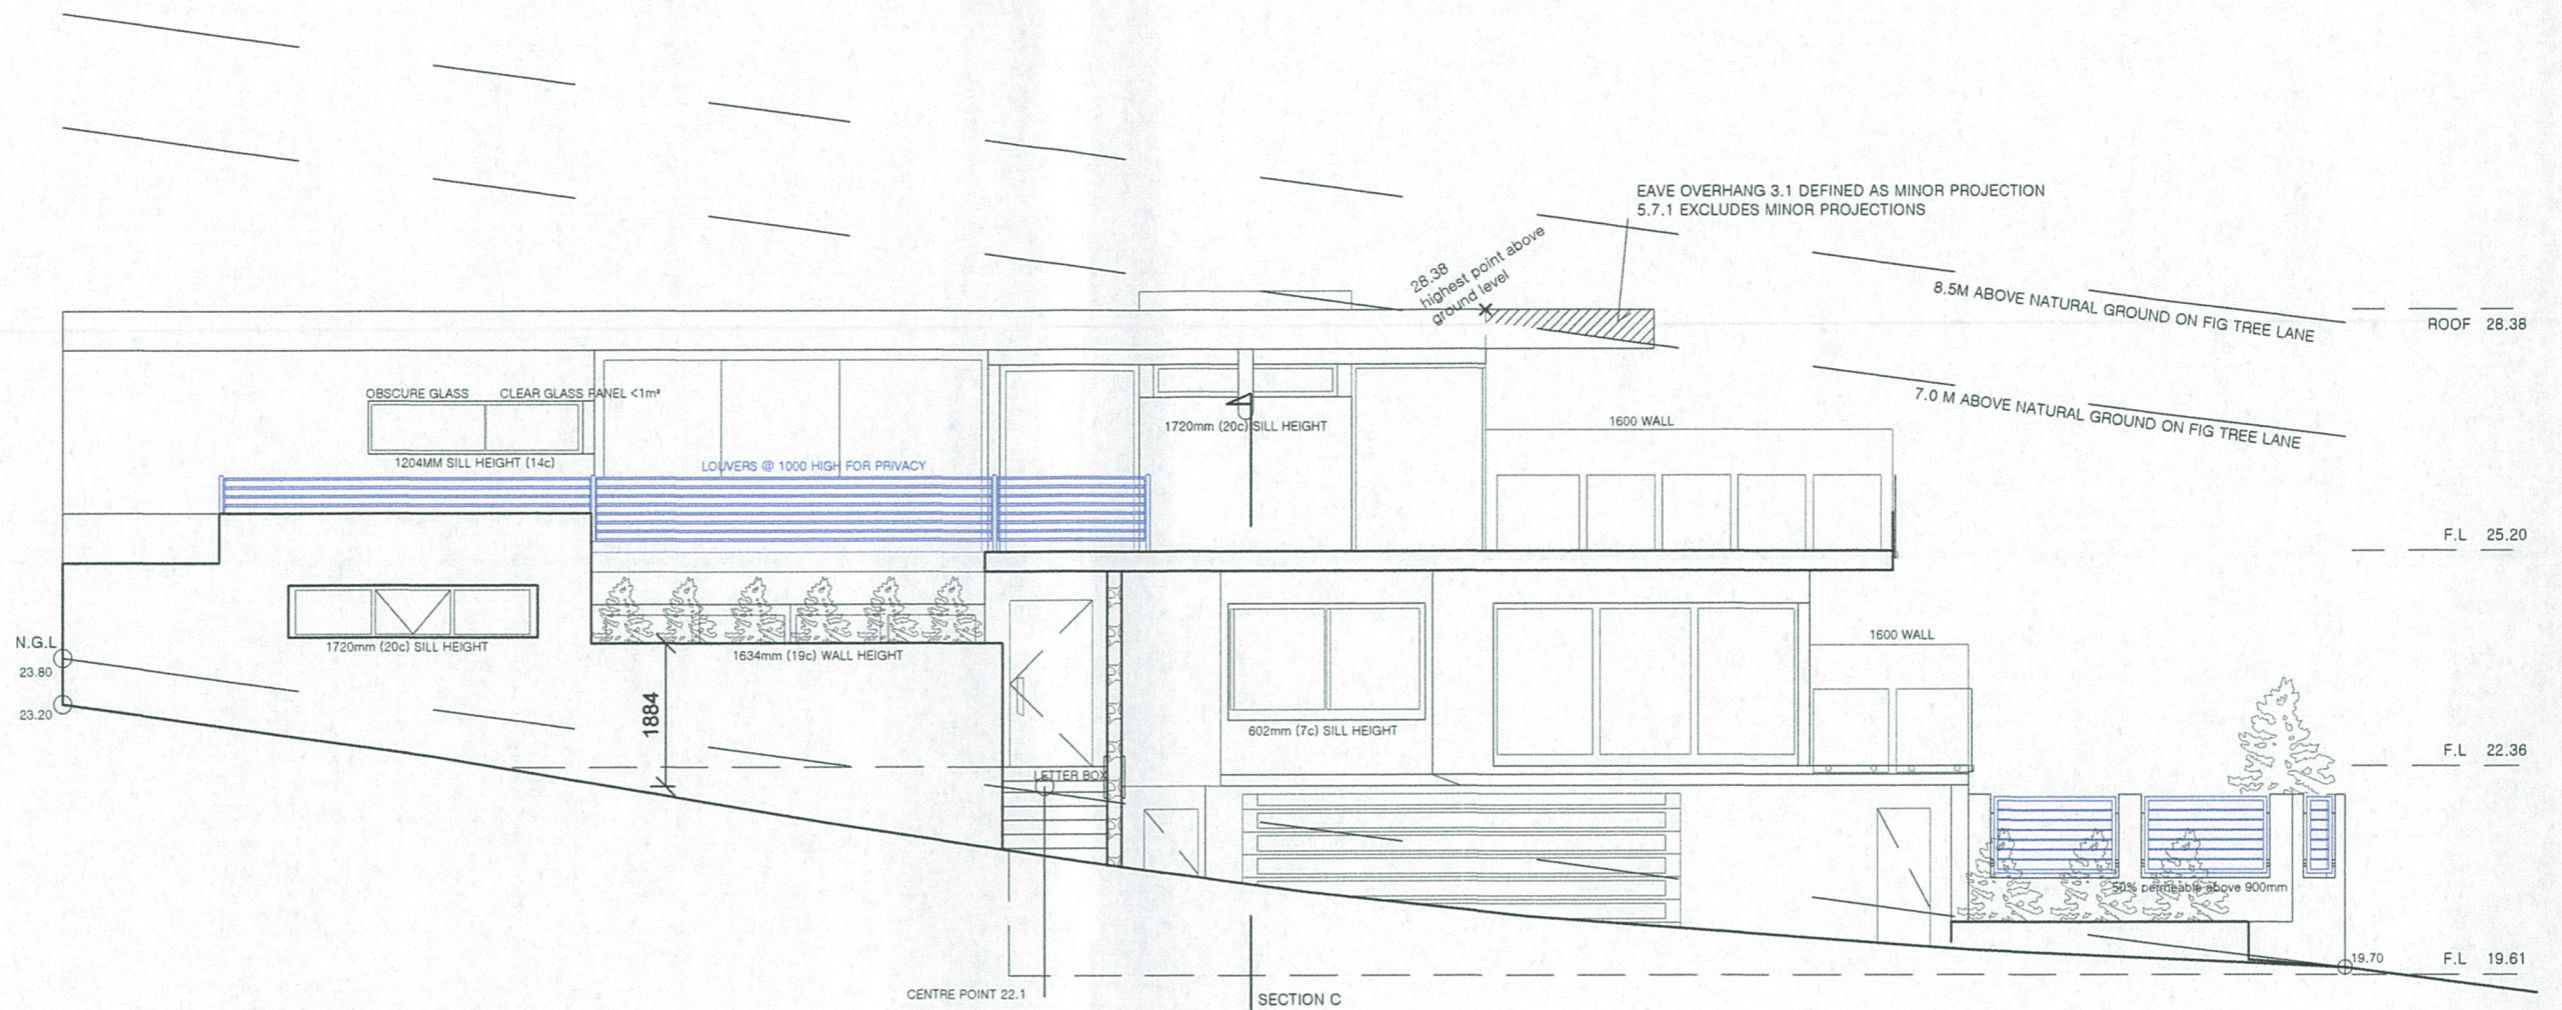 EAVE OVERHANG 3.1 DEFINED AS MINOR PROJECTION
5.7.1 EXCLUDES MINOR PROJECTIONS
28.38
highest point above
ground level
8.5M ABOVE NATURAL GROUND ON FIG TREE LANE
ROOF 28.38
OBSCURE GLASS
CLEAR GLASS PANEL <1m²
7.0 M ABOVE NATURAL GROUND ON FIG TREE LANE
1720mm (20c) SILL HEIGHT
1600 WALL
1204MM SILL HEIGHT (14c)
LOUVERS @ 1000 HIGH FOR PRIVACY
F.L 25.20
N.G.L
23.80
23.20
1720mm (20c) SILL HEIGHT
1634mm (19c) WALL HEIGHT
1884
1600 WALL
602mm (7c) SILL HEIGHT
F.L 22.36
LETTER BOX
50% permeable above 900mm
19.70
F.L 19.61
CENTRE POINT 22.1
SECTION C